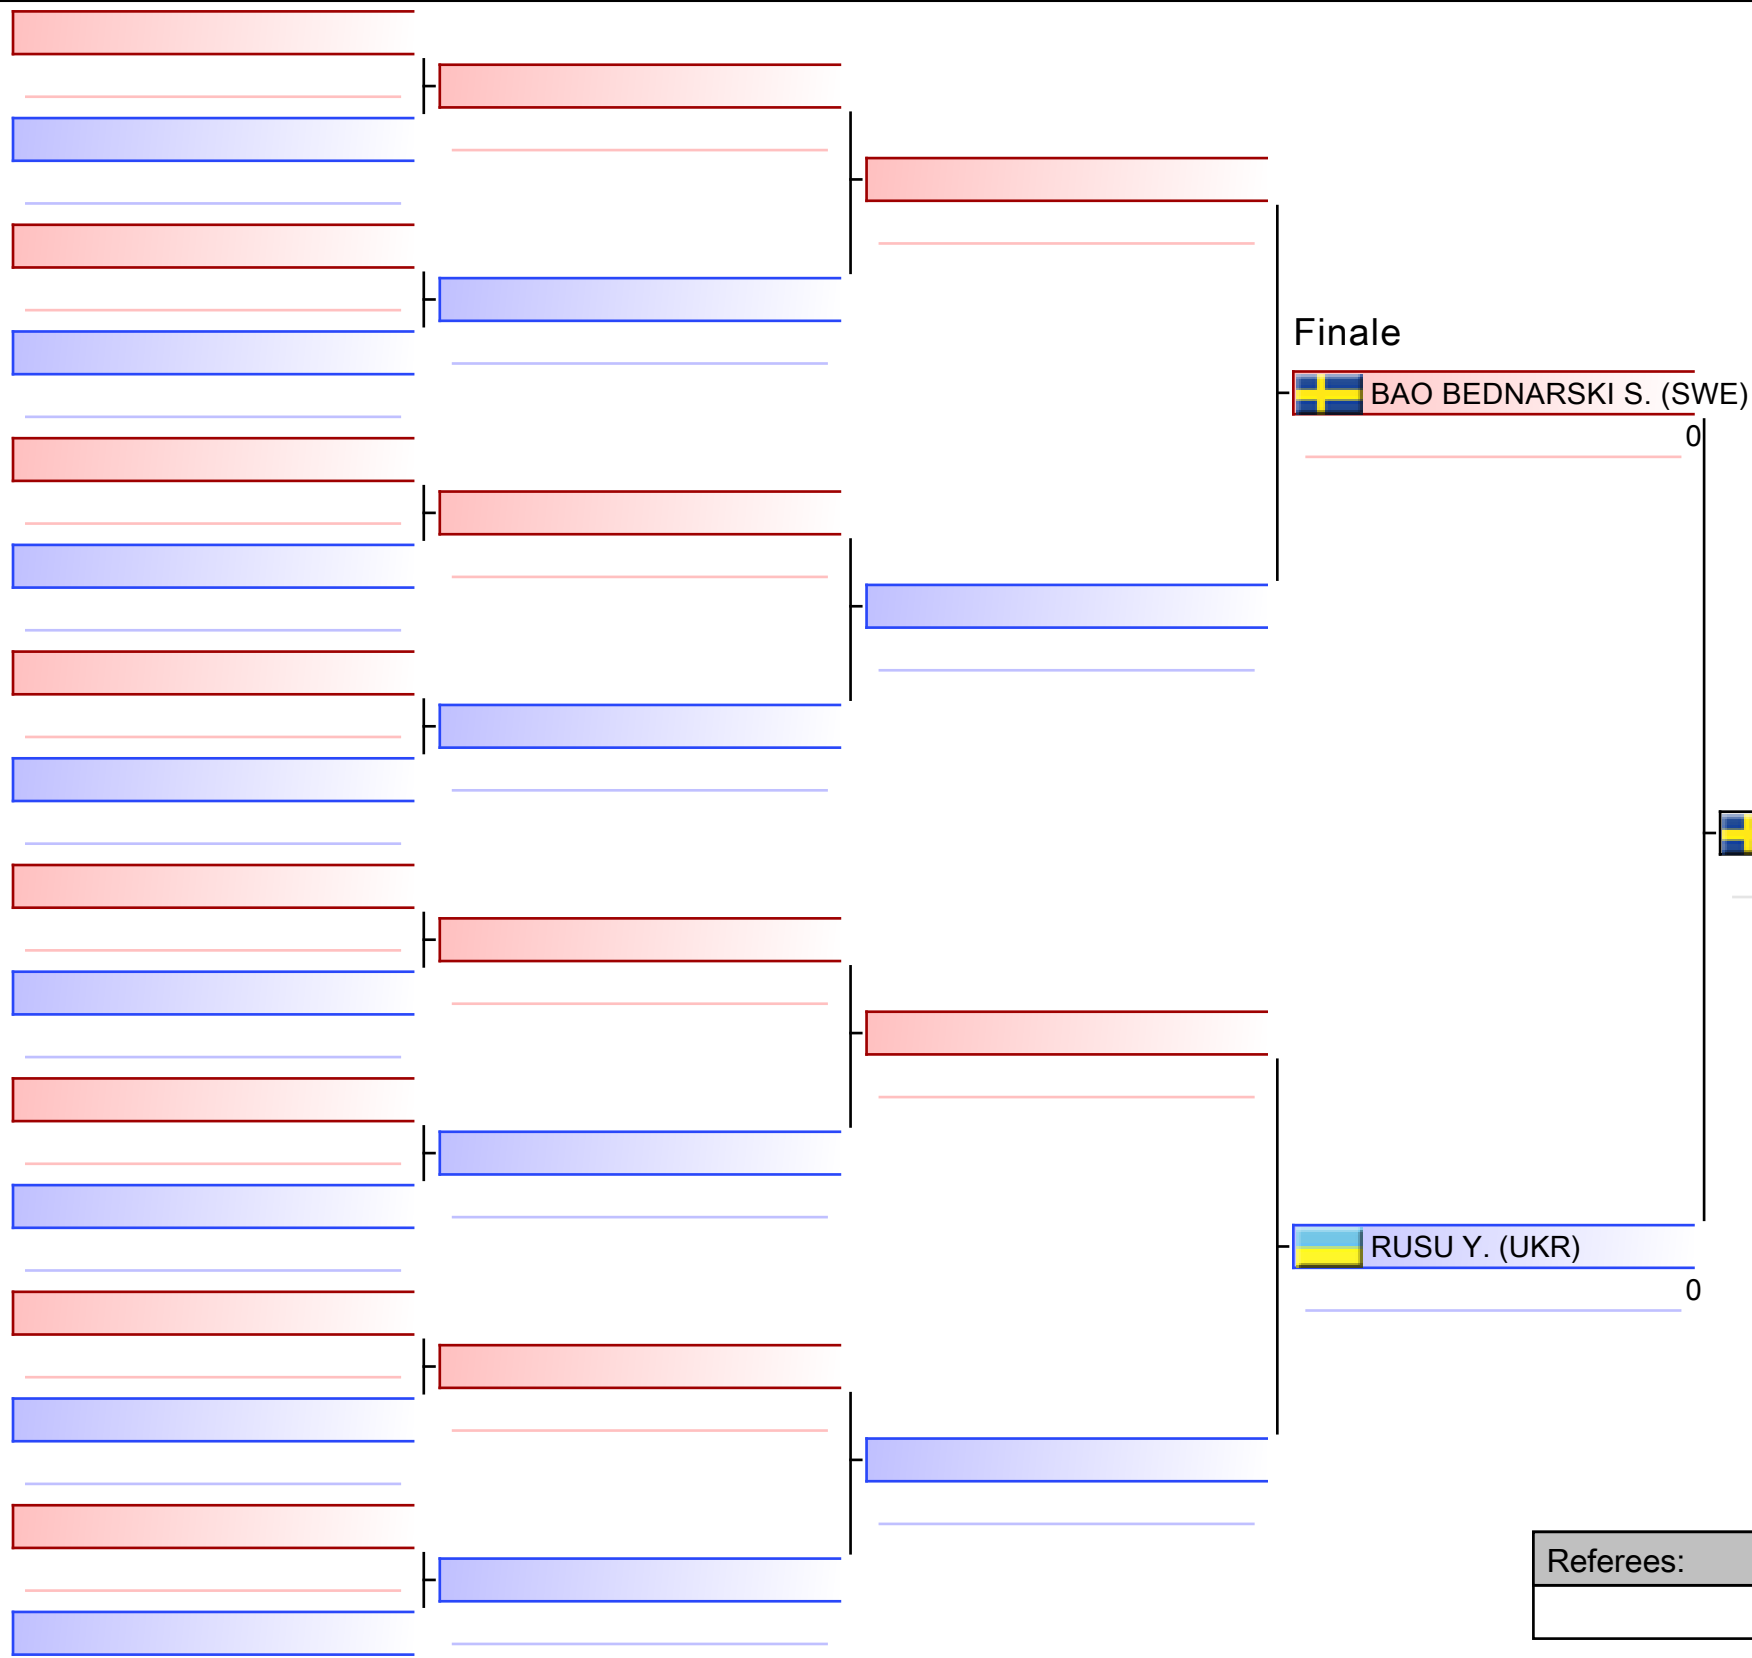 Finale
BAO BEDNARSKI S. (SWE)
0
RUSU Y. (UKR)
0
Referees: